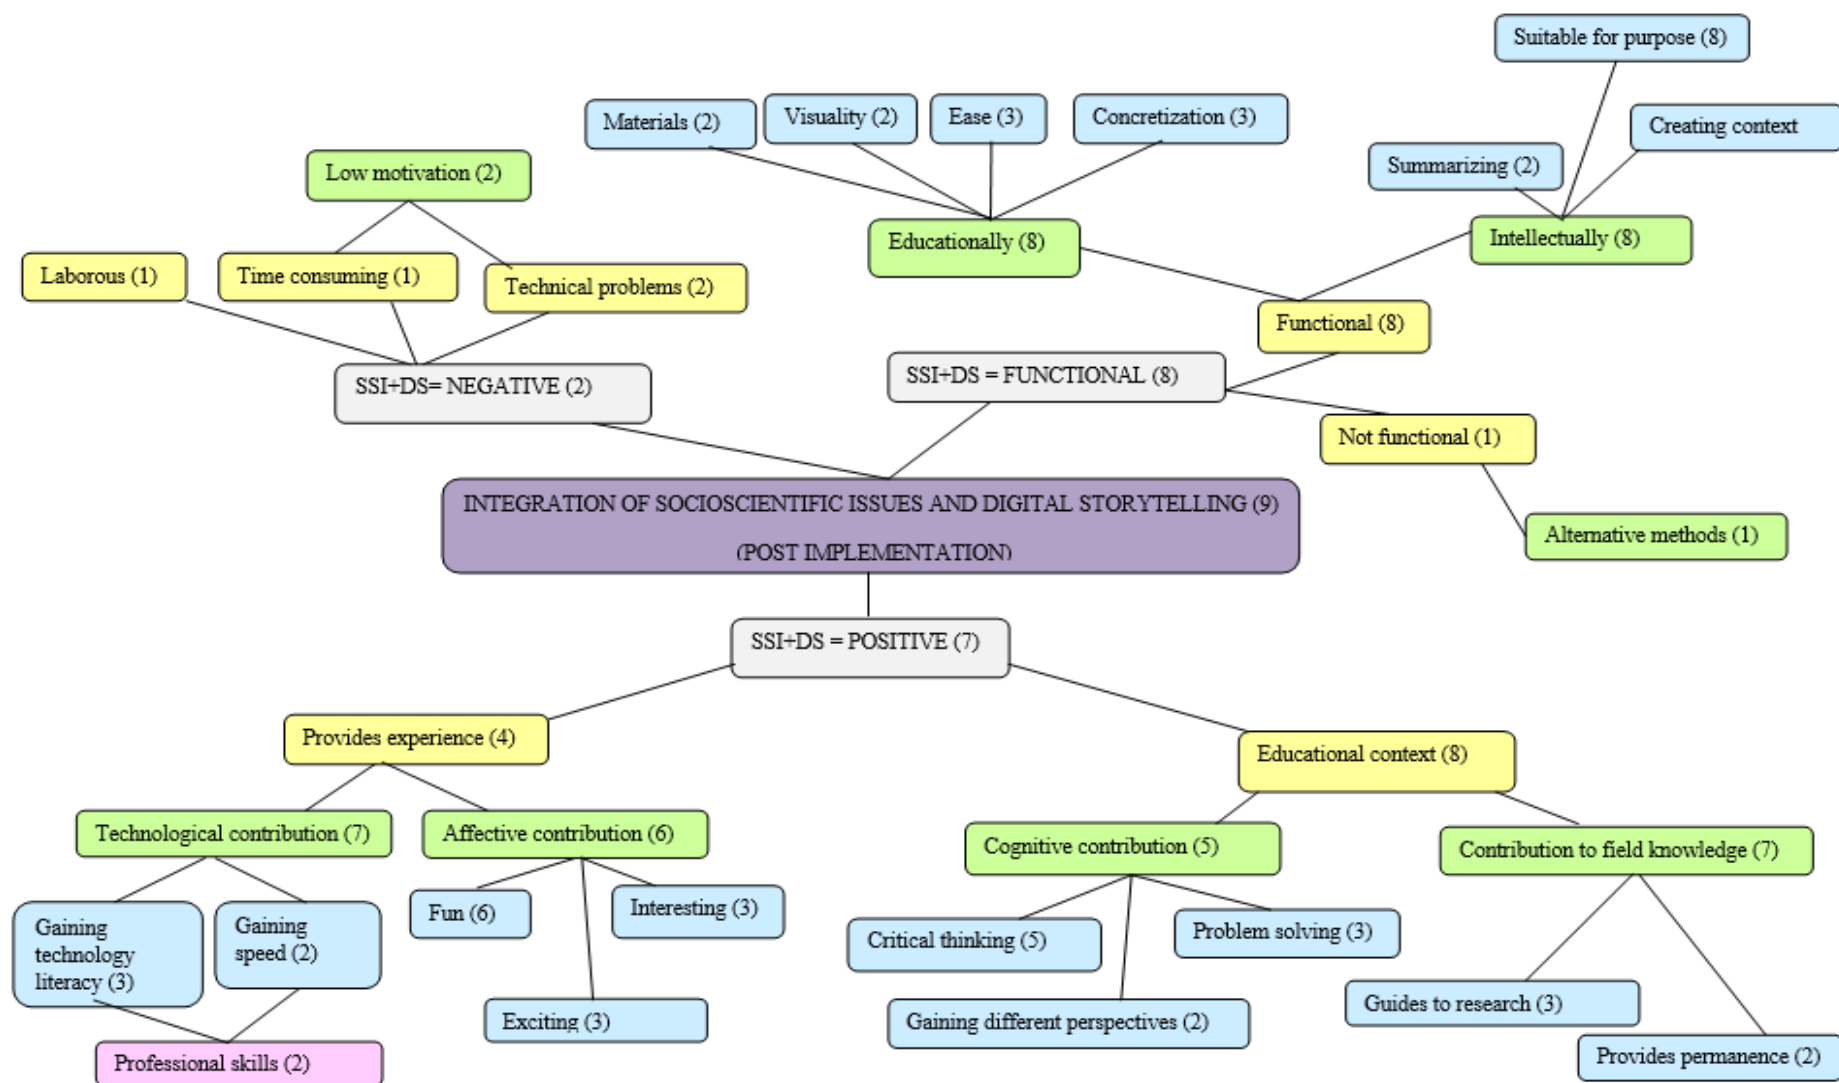 Suitable for purpose (8)
Materials (2)
Visuality (2)
Ease (3)
Concretization (3)
Creating context
Summarizing (2)
Low motivation (2)
Educationally (8)
Intellectually (8)
Laborous (1)
Time consuming (1)
Technical problems (2)
Functional (8)
SSI+DS= NEGATIVE (2)
SSI+DS = FUNCTIONAL (8)
Not functional (1)
Alternative methods (1)
INTEGRATION OF SOCIOSCIENTIFIC ISSUES AND DIGITAL STORYTELLING (9)
(POST IMPLEMENTATION)
SSI+DS = POSITIVE (7)
Provides experience (4)
Educational context (8)
Technological contribution (7)
Affective contribution (6)
Cognitive contribution (5)
Contribution to field knowledge (7)
Gaining
technology
literacy (3)
Gaining
speed (2)
Fun (6)
Interesting (3)
Exciting (3)
Critical thinking (5)
Problem solving (3)
Gaining different perspectives (2)
Guides to research (3)
Provides permanence (2)
Professional skills (2)